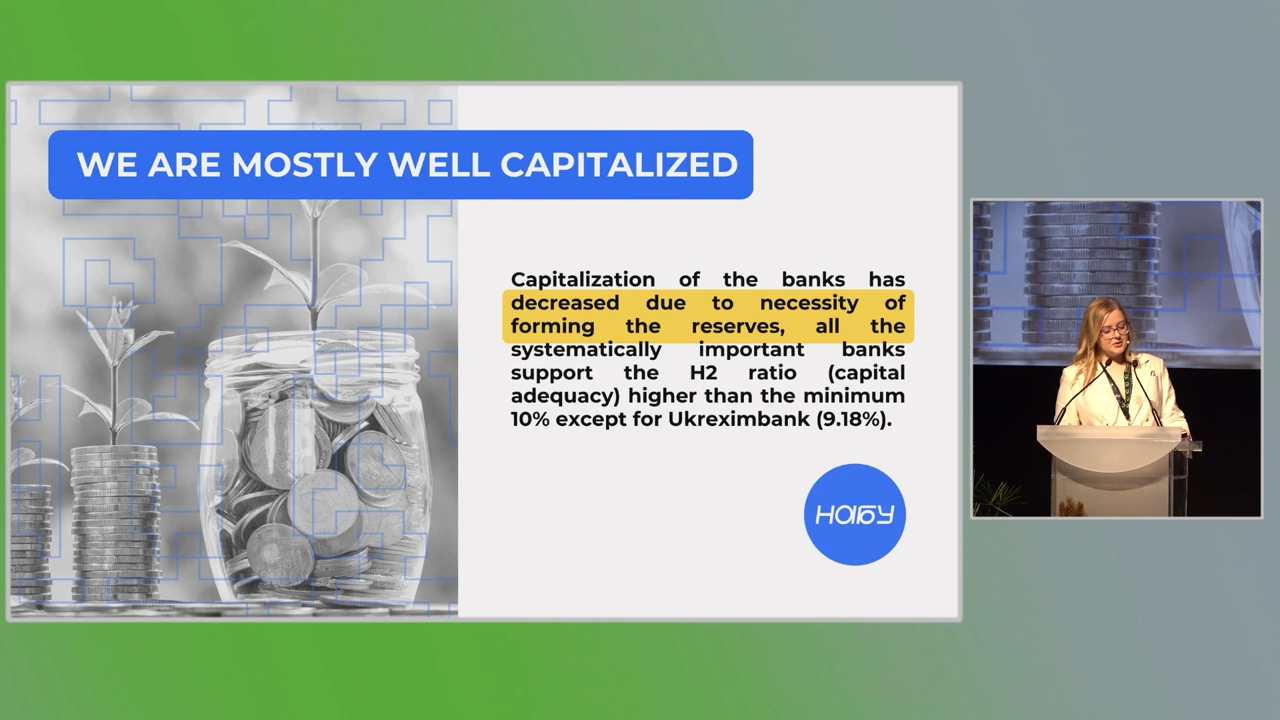 WE ARE MOSTLY WELL CAPITALIZED
Capitalization of the banks has
decreased due to necessity of
forming the reserves, all the
systematically important banks
support the H2 ratio (capital
adequacy) higher than the minimum
10% except for Ukreximbank (9.18%).
НАБУ